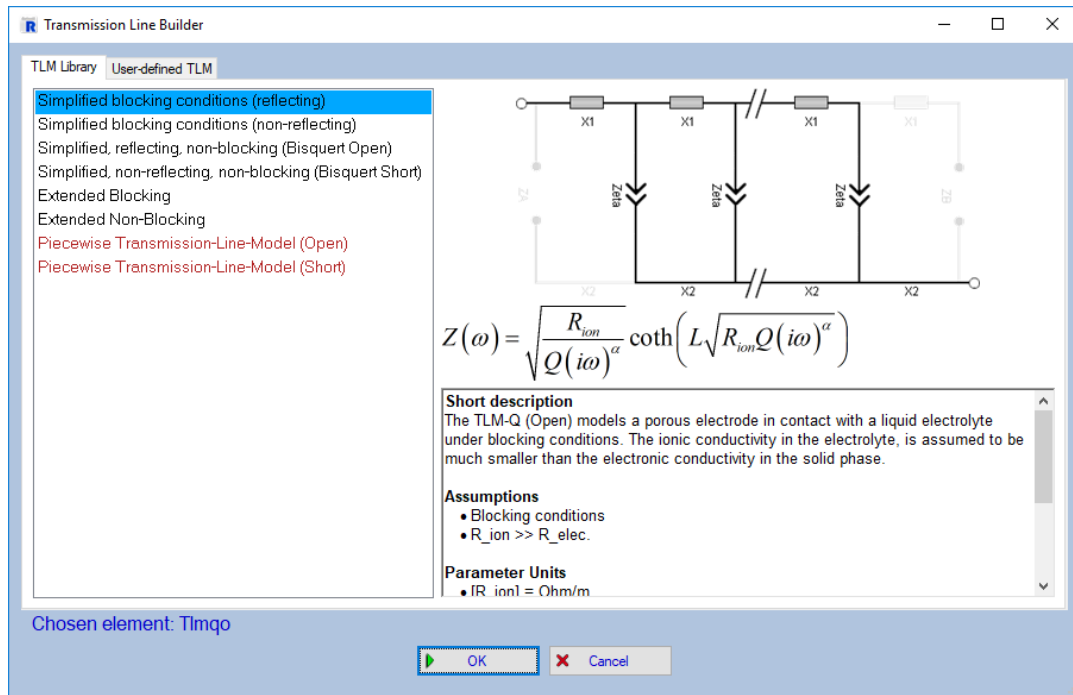 Transmission Line Builder
TLM Library
User-defined TLM
Simplified blocking conditions (reflecting)
Simplified blocking conditions (non-reflecting)
Simplified, reflecting, non-blocking (Bisquert Open)
Simplified, non-reflecting, non-blocking (Bisquert Short)
Extended Blocking
Extended Non-Blocking
Piecewise Transmission-Line-Model (Open)
Piecewise Transmission-Line-Model (Short)
X1 X1 X1 X1
ZA Zeta Zeta Zeta ZB
X2 X2 X2 X2
Z(ω) = √(R_ion / Q(iω)^α) coth(L√(R_ion Q(iω)^α))
Short description
The TLM-Q (Open) models a porous electrode in contact with a liquid electrolyte
under blocking conditions. The ionic conductivity in the electrolyte, is assumed to be
much smaller than the electronic conductivity in the solid phase.
Assumptions
• Blocking conditions
• R_ion >> R_elec.
Parameter Units
• [R_ion] = Ohm/m
Chosen element: Tlmqo
OK
Cancel